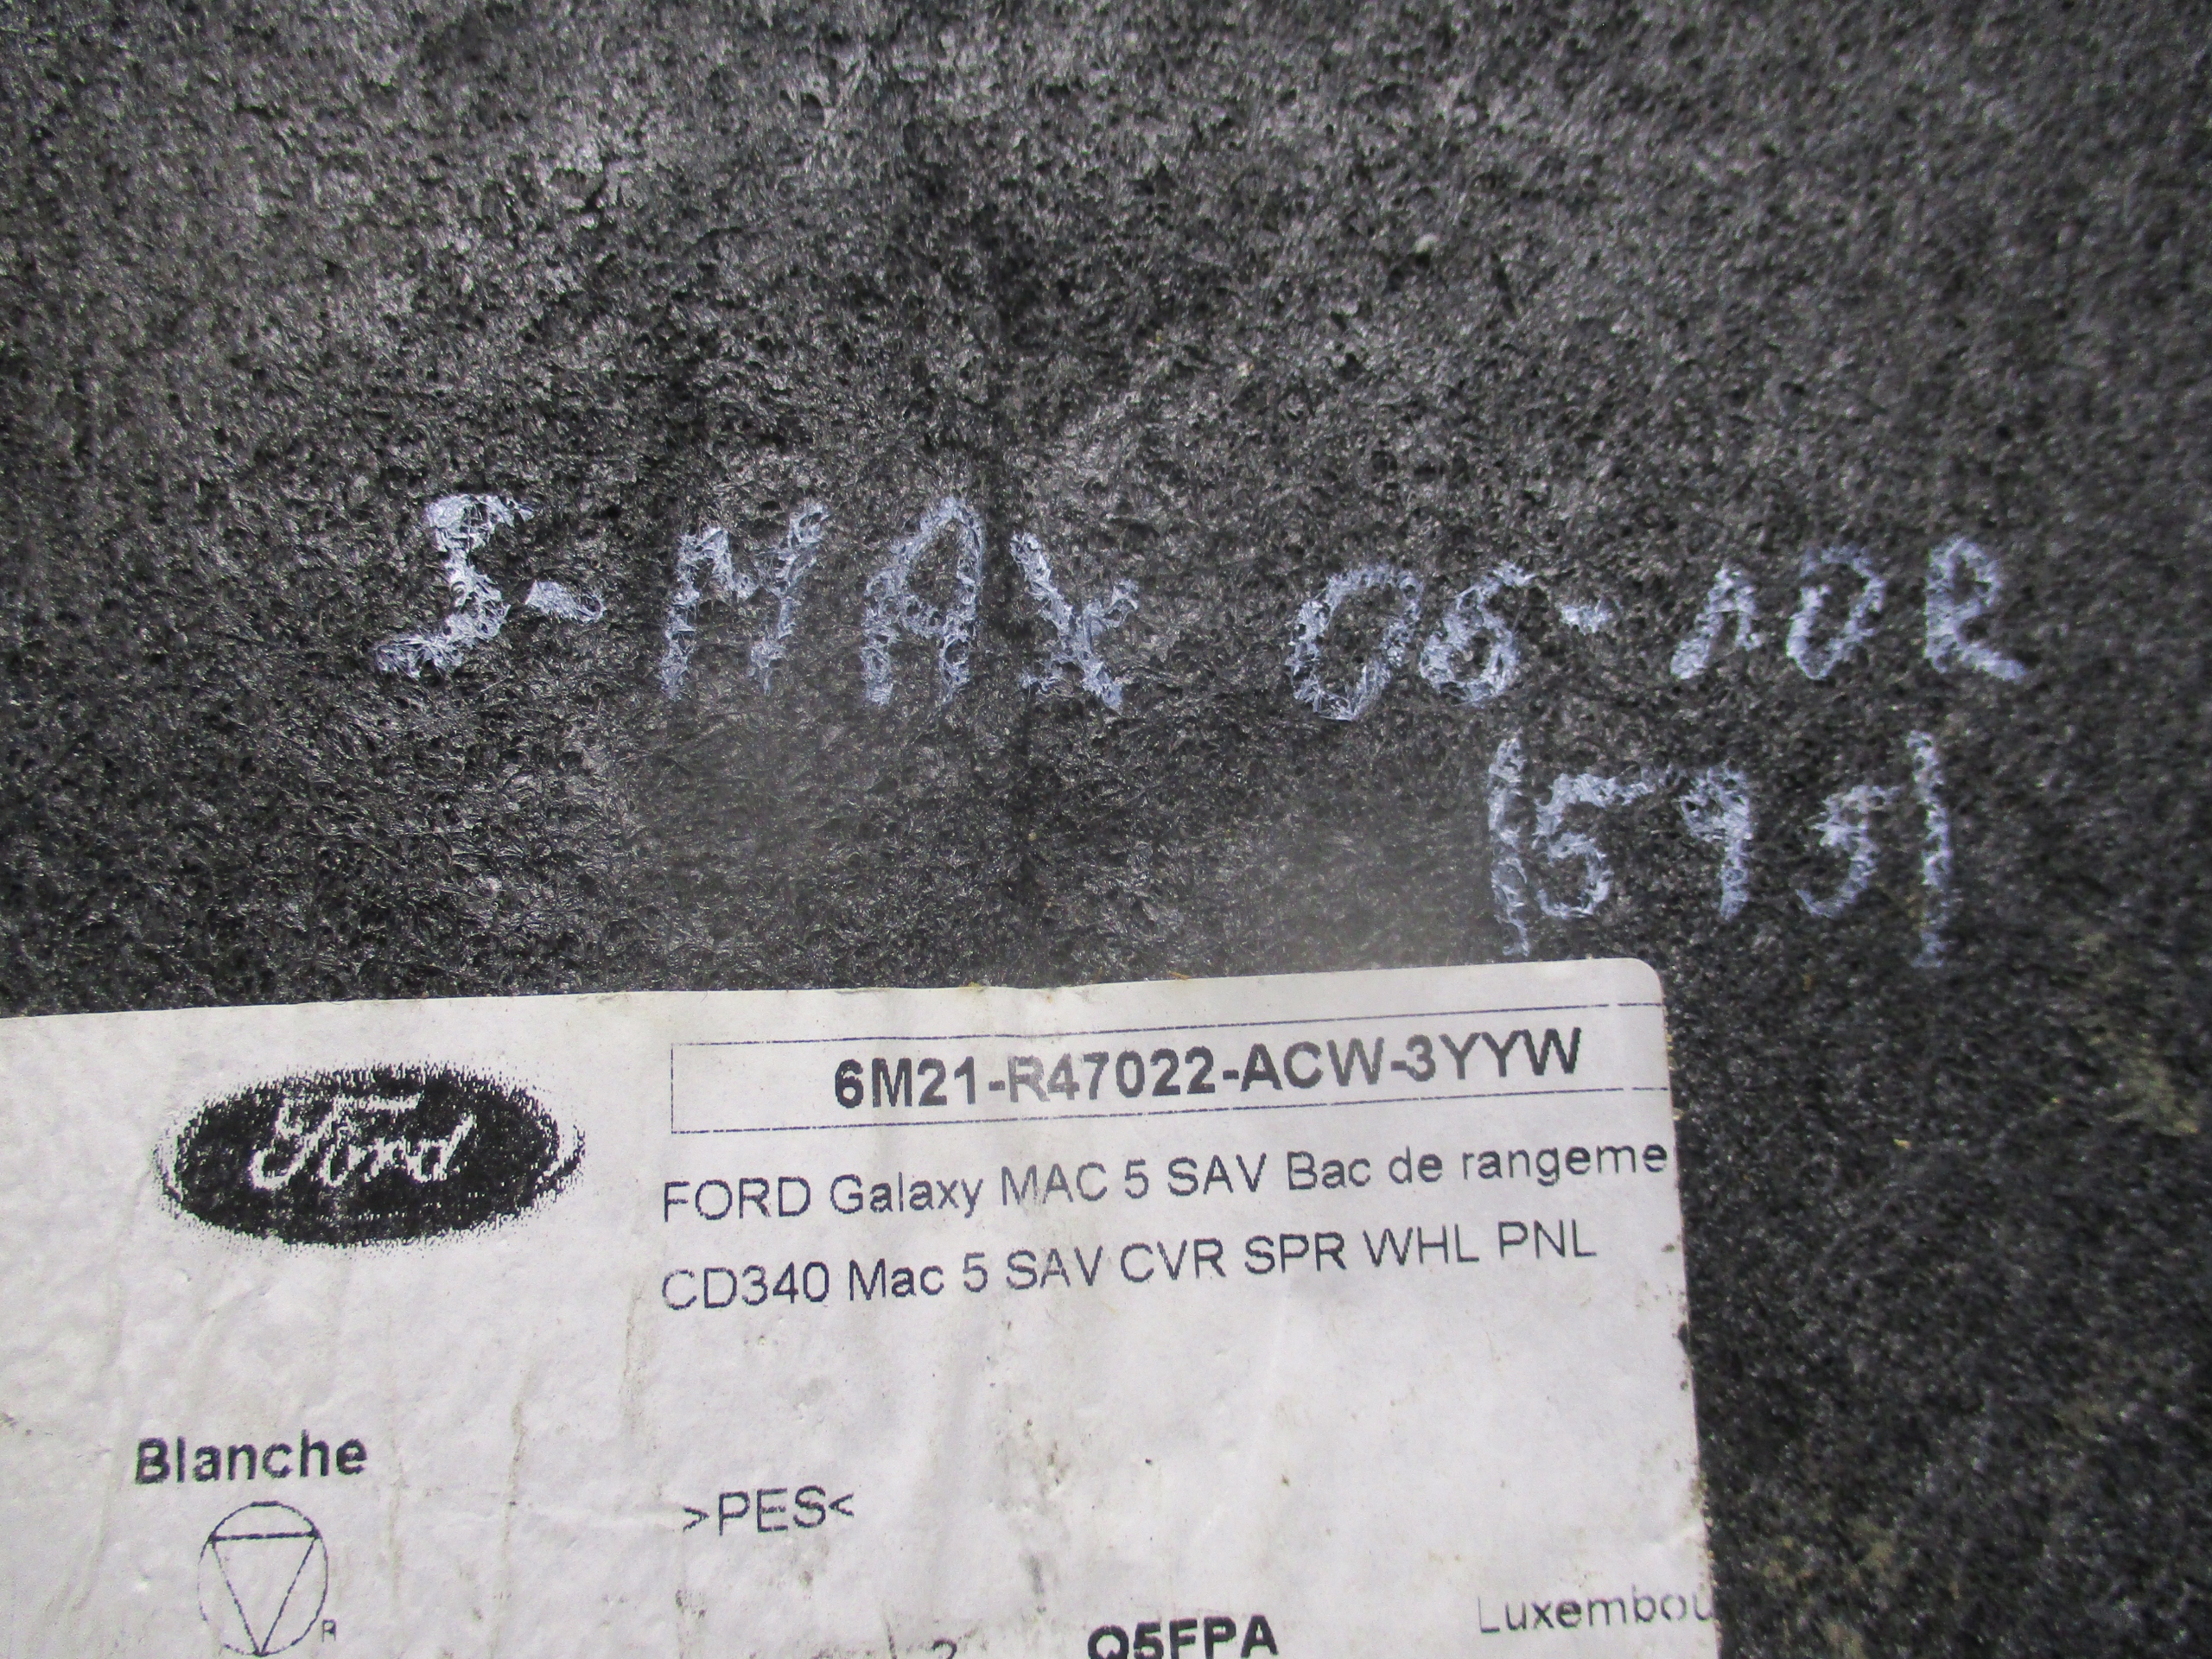 S-MAX 06-10R
|5951
Ford
6M21-R47022-ACW-3YYW
FORD Galaxy MAC 5 SAV Bac de rangeme
CD340 Mac 5 SAV CVR SPR WHL PNL
Blanche
>PES<
R
Q5FPA
Luxembou